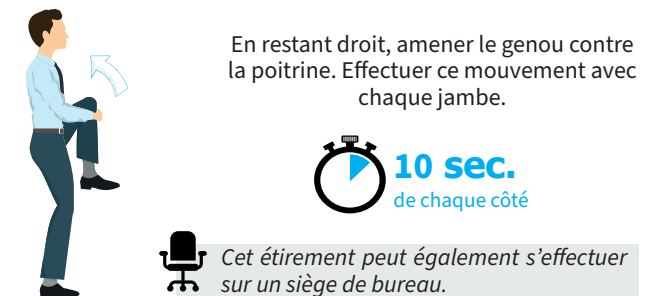 En restant droit, amener le genou contre
la poitrine. Effectuer ce mouvement avec
chaque jambe.
10 sec.
de chaque côté
Cet étirement peut également s’effectuer
sur un siège de bureau.